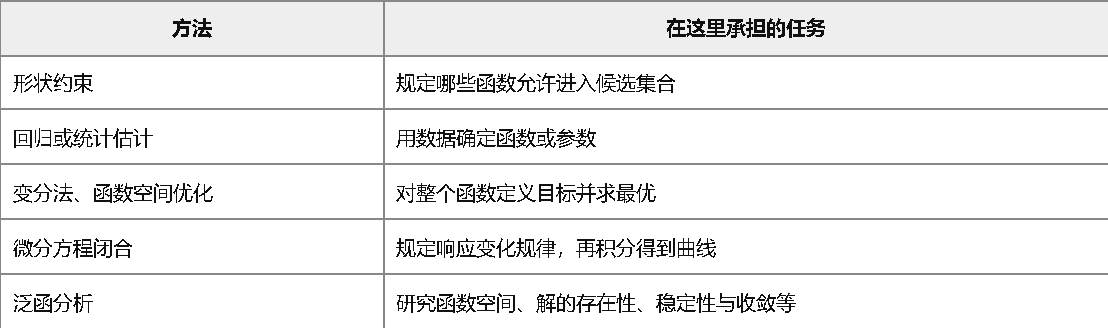 方法 在这里承担的任务
形状约束 规定哪些函数允许进入候选集合
回归或统计估计 用数据确定函数或参数
变分法、函数空间优化 对整个函数定义目标并求最优
微分方程闭合 规定响应变化规律，再积分得到曲线
泛函分析 研究函数空间、解的存在性、稳定性与收敛等